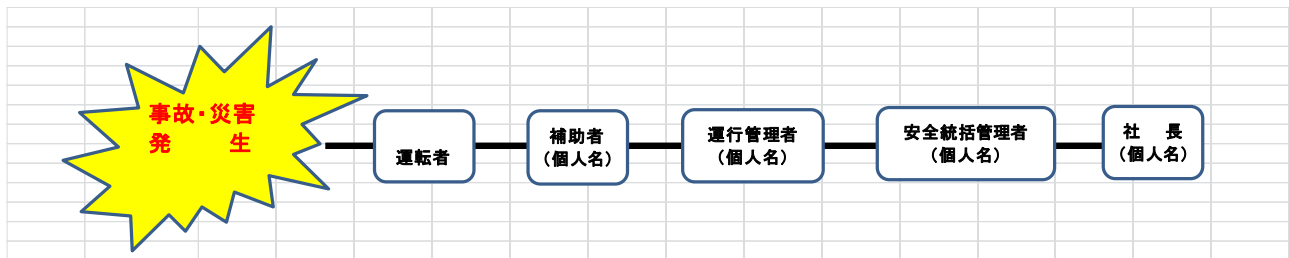 事故・災害
発　　生
運転者
補助者
（個人名）
運行管理者
（個人名）
安全統括管理者
（個人名）
社　長
（個人名）